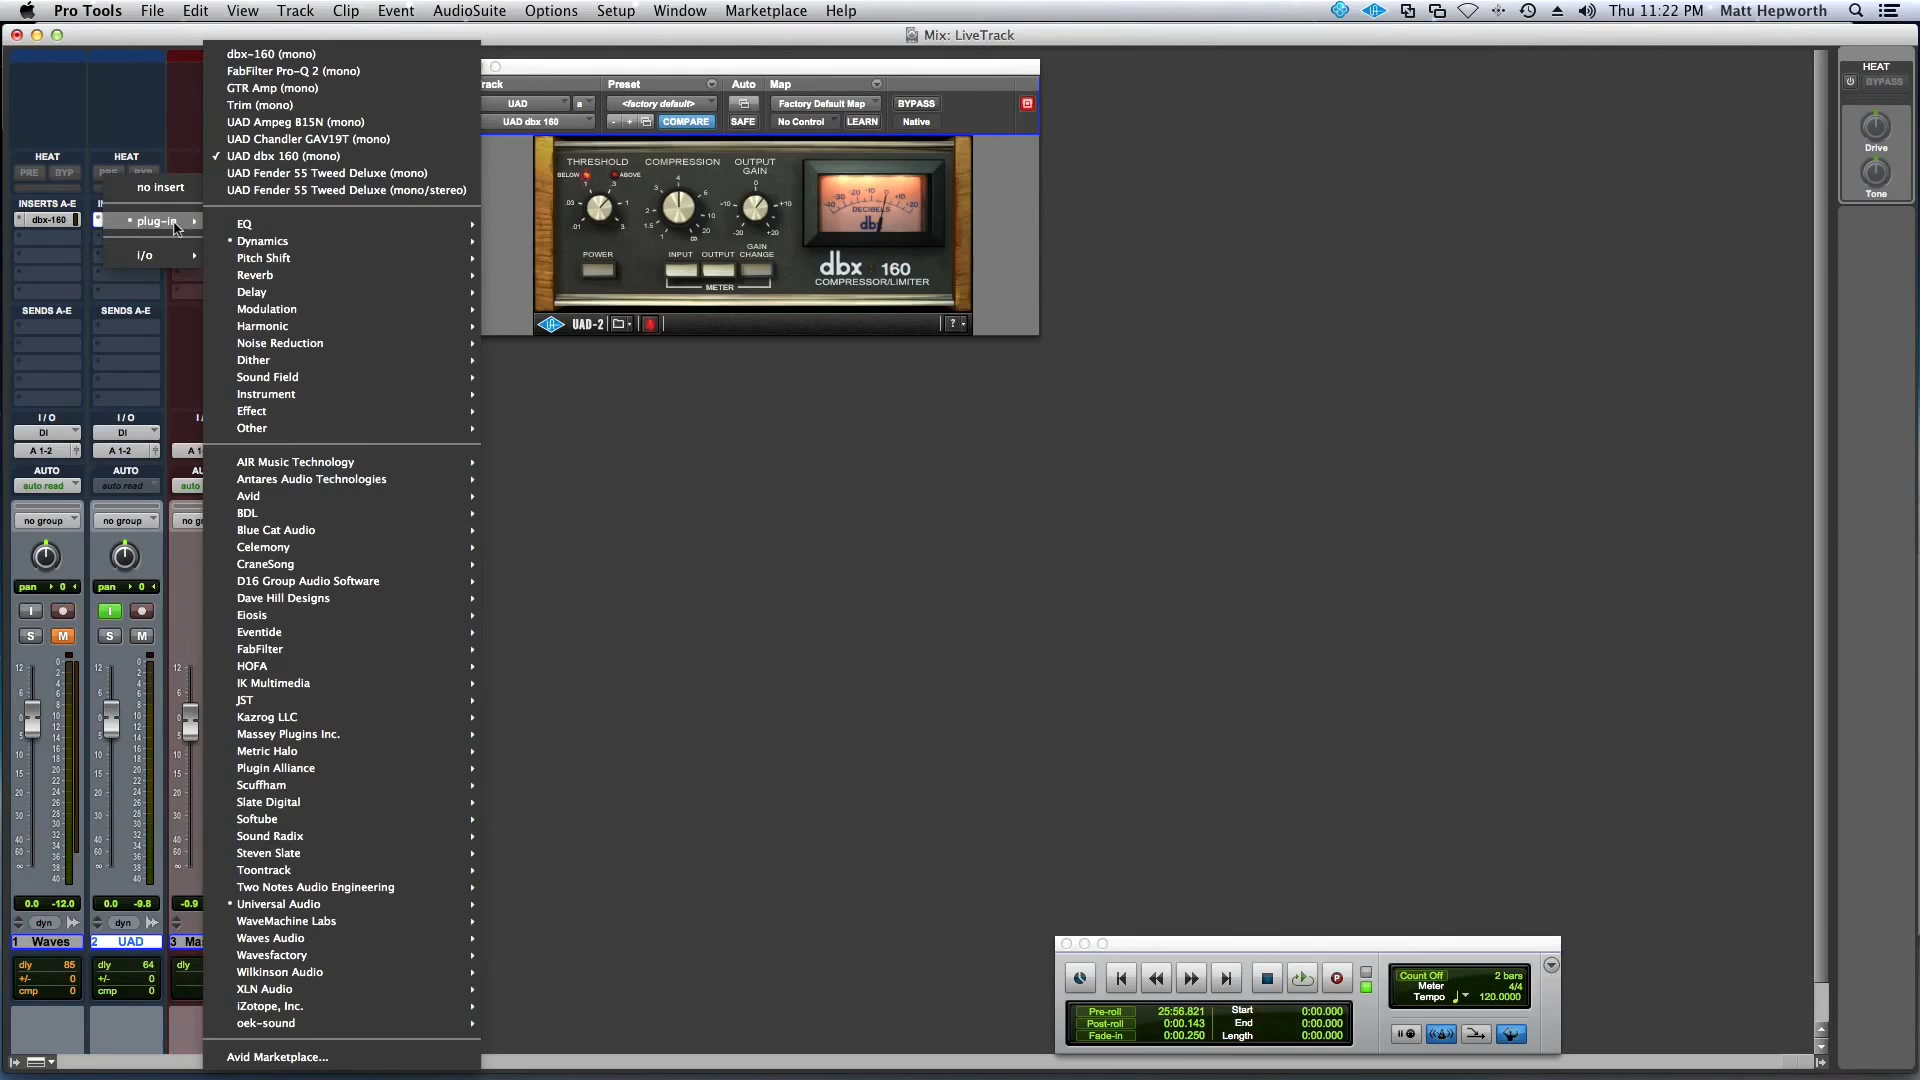 Pro Tools File Edit View Track Clip Event AudioSuite Options Setup Window Marketplace Help Thu 11:22 PM Matt Hepworth
Mix: LiveTrack
dbx-160 (mono)
FabFilter Pro-Q 2 (mono)
GTR Amp (mono)
Trim (mono)
UAD Ampeg B15N (mono)
UAD Chandler GAV19T (mono)
✓ UAD dbx 160 (mono)
UAD Fender 55 Tweed Deluxe (mono)
UAD Fender 55 Tweed Deluxe (mono/stereo)
EQ
• Dynamics
Pitch Shift
Reverb
Delay
Modulation
Harmonic
Noise Reduction
Dither
Sound Field
Instrument
Effect
Other
AIR Music Technology
Antares Audio Technologies
Avid
BDL
Blue Cat Audio
Celemony
CraneSong
D16 Group Audio Software
Dave Hill Designs
Eiosis
Eventide
FabFilter
HOFA
IK Multimedia
JST
Kazrog LLC
Massey Plugins Inc.
Metric Halo
Plugin Alliance
Scuffham
Slate Digital
Softube
Sound Radix
Steven Slate
Toontrack
Two Notes Audio Engineering
• Universal Audio
WaveMachine Labs
Waves Audio
Wavesfactory
Wilkinson Audio
XLN Audio
iZotope, Inc.
oek-sound
Avid Marketplace...
no insert
• plug-in
i/o
HEAT HEAT
PRE BYP PRE BYP
INSERTS A-E
dbx-160
SENDS A-E SENDS A-E
I / O I / O
DI DI
A 1-2 A 1-2
AUTO AUTO
auto read auto read auto
no group no group no gr
pan 0 pan 0
I I
S M S M
0.0 -12.0 0.0 -9.8 -0.9
dyn dyn
1 Waves 2 UAD 3 Ma
dly 85 dly 64 dly
+/- 0 +/- 0
cmp 0 cmp 0
rack Preset Auto Map
UAD a <factory default> Factory Default Map BYPASS
UAD dbx 160 - + COMPARE SAFE No Control LEARN Native
THRESHOLD COMPRESSION OUTPUT GAIN
BELOW ABOVE
POWER INPUT OUTPUT GAIN CHANGE
METER
DECIBELS
dbx
dbx 160
COMPRESSOR/LIMITER
UAD-2 ?
HEAT
BYPASS
Drive
Tone
Count Off 2 bars
Meter 4/4
Tempo 120.0000
Pre-roll 25:56.821 Start 0:00.000
Post-roll 0:00.143 End 0:00.000
Fade-in 0:00.250 Length 0:00.000